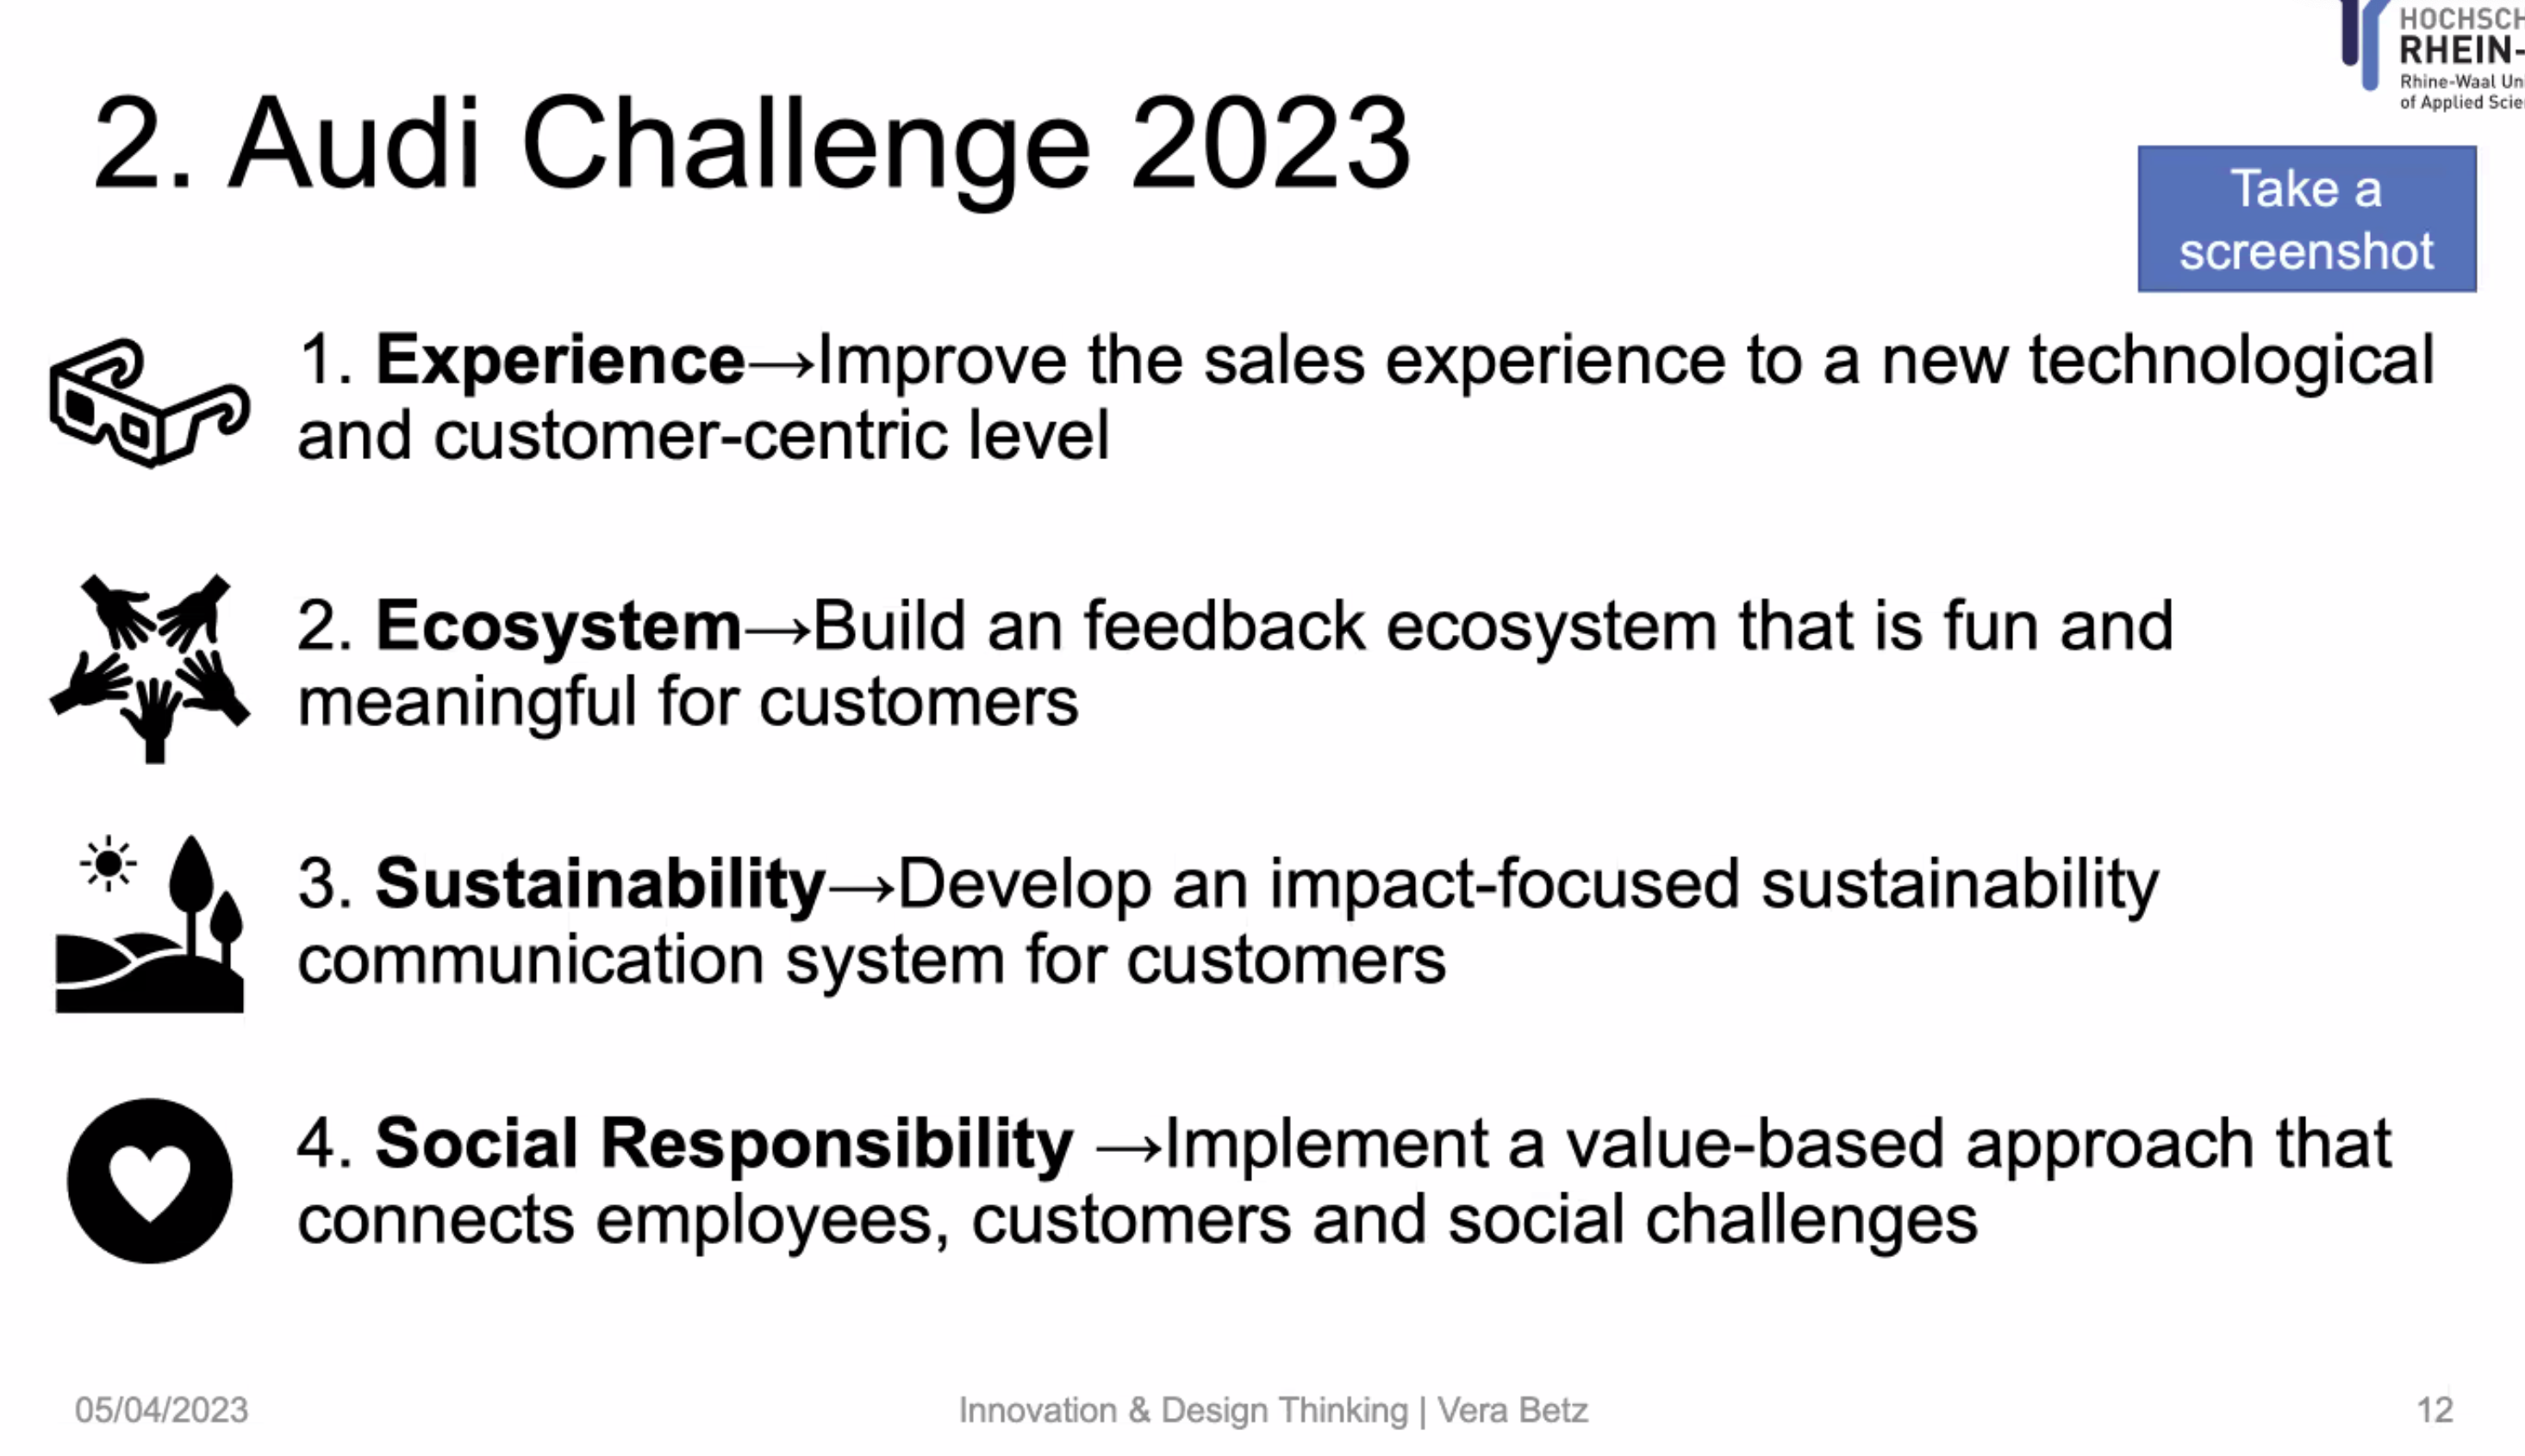 HOCHSCH
RHEIN-
Rhine-Waal Un
of Applied Scie
2. Audi Challenge 2023
Take a
screenshot
1. Experience→Improve the sales experience to a new technological
and customer-centric level
2. Ecosystem→Build an feedback ecosystem that is fun and
meaningful for customers
3. Sustainability→Develop an impact-focused sustainability
communication system for customers
4. Social Responsibility →Implement a value-based approach that
connects employees, customers and social challenges
05/04/2023
Innovation & Design Thinking | Vera Betz
12